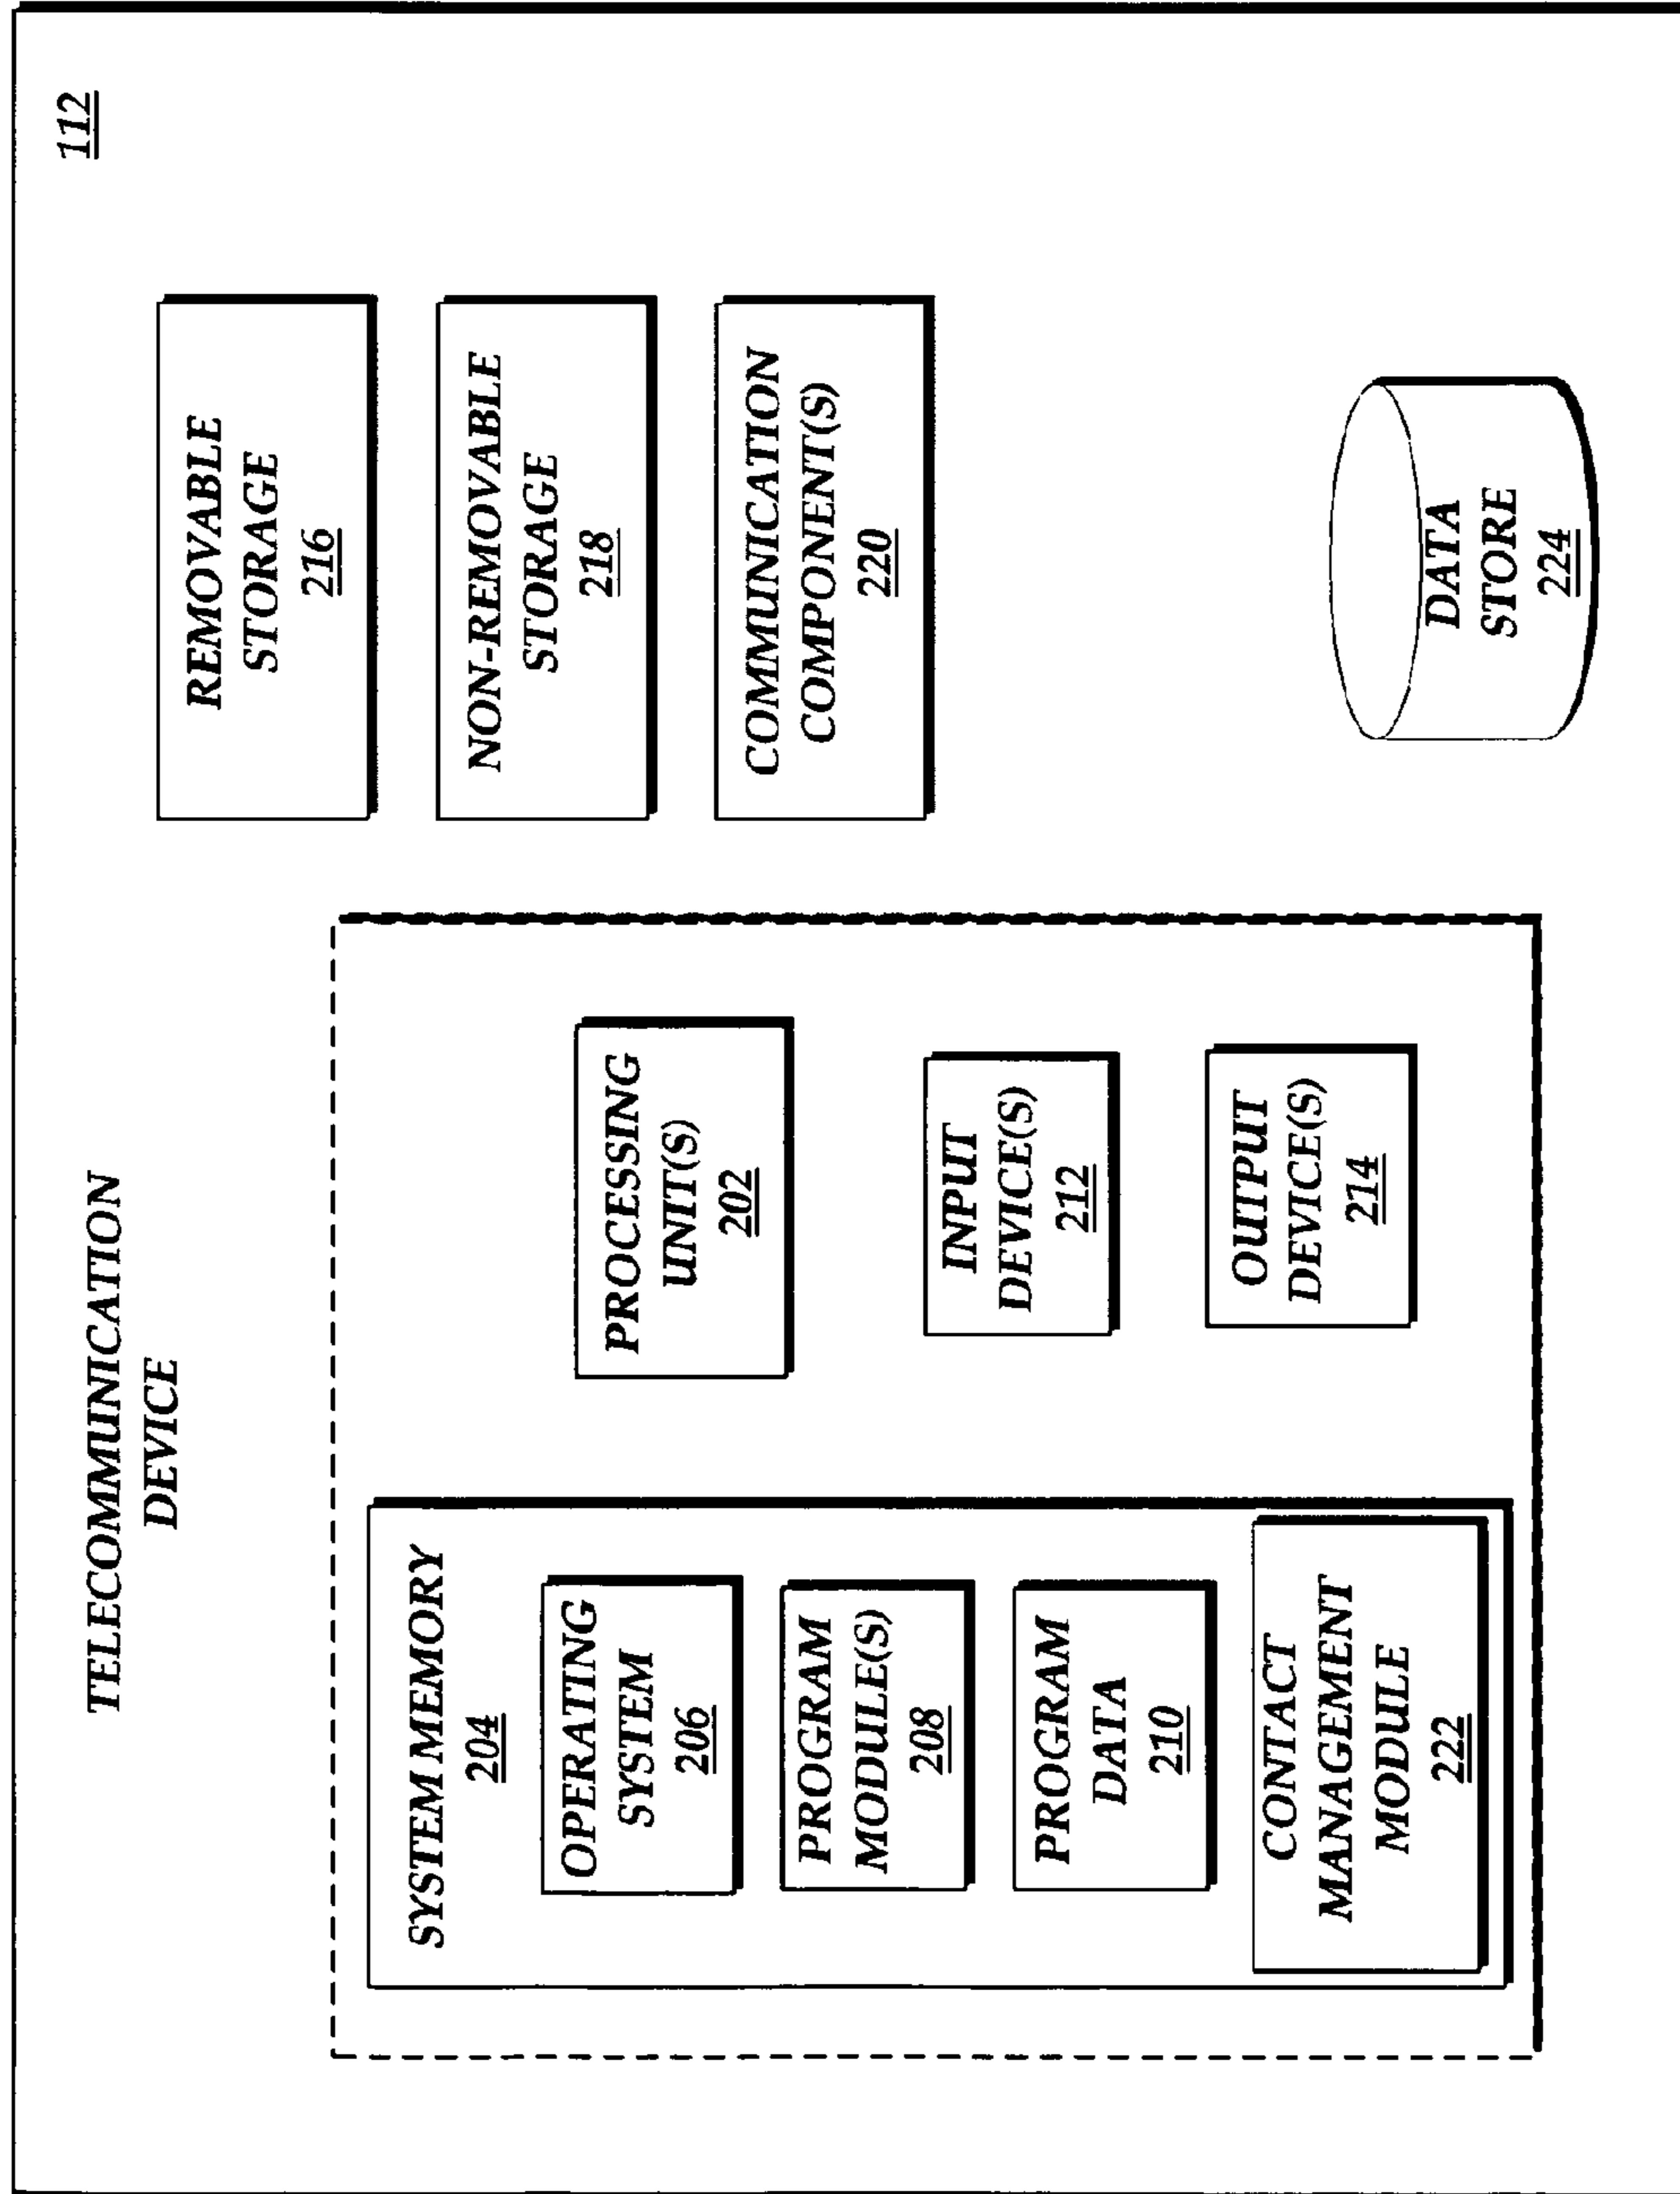 TELECOMMUNICATION
DEVICE
112
SYSTEM MEMORY
204
OPERATING
SYSTEM
206
PROGRAM
MODULE(S)
208
PROGRAM
DATA
210
CONTACT
MANAGEMENT
MODULE
222
PROCESSING
UNIT(S)
202
INPUT
DEVICE(S)
212
OUTPUT
DEVICE(S)
214
REMOVABLE
STORAGE
216
NON-REMOVABLE
STORAGE
218
COMMUNICATION
COMPONENT(S)
220
DATA
STORE
224